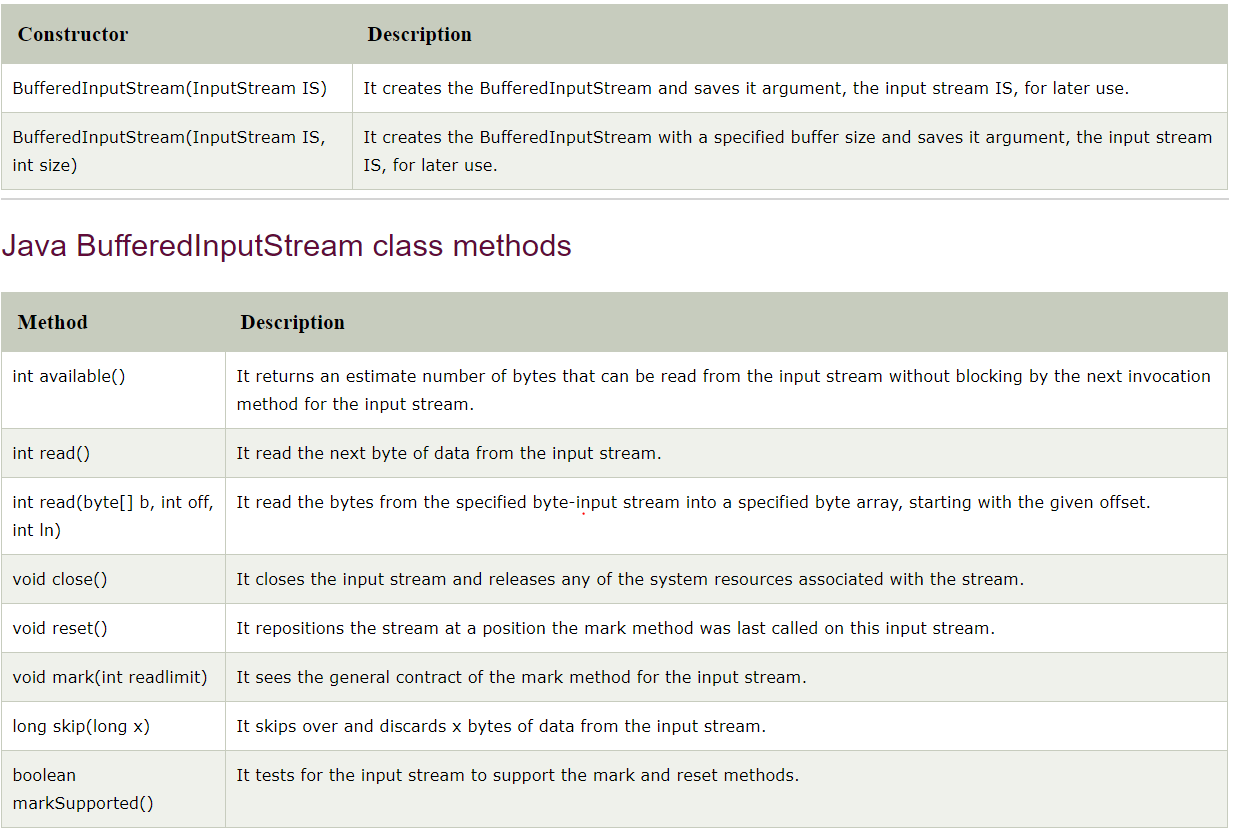 Constructor Description
BufferedInputStream(InputStream IS) It creates the BufferedInputStream and saves it argument, the input stream IS, for later use.
BufferedInputStream(InputStream IS, It creates the BufferedInputStream with a specified buffer size and saves it argument, the input stream
int size) IS, for later use.
Java BufferedInputStream class methods
Method Description
int available() It returns an estimate number of bytes that can be read from the input stream without blocking by the next invocation
method for the input stream.
int read() It read the next byte of data from the input stream.
int read(byte[] b, int off, It read the bytes from the specified byte-input stream into a specified byte array, starting with the given offset.
int ln)
void close() It closes the input stream and releases any of the system resources associated with the stream.
void reset() It repositions the stream at a position the mark method was last called on this input stream.
void mark(int readlimit) It sees the general contract of the mark method for the input stream.
long skip(long x) It skips over and discards x bytes of data from the input stream.
boolean It tests for the input stream to support the mark and reset methods.
markSupported()